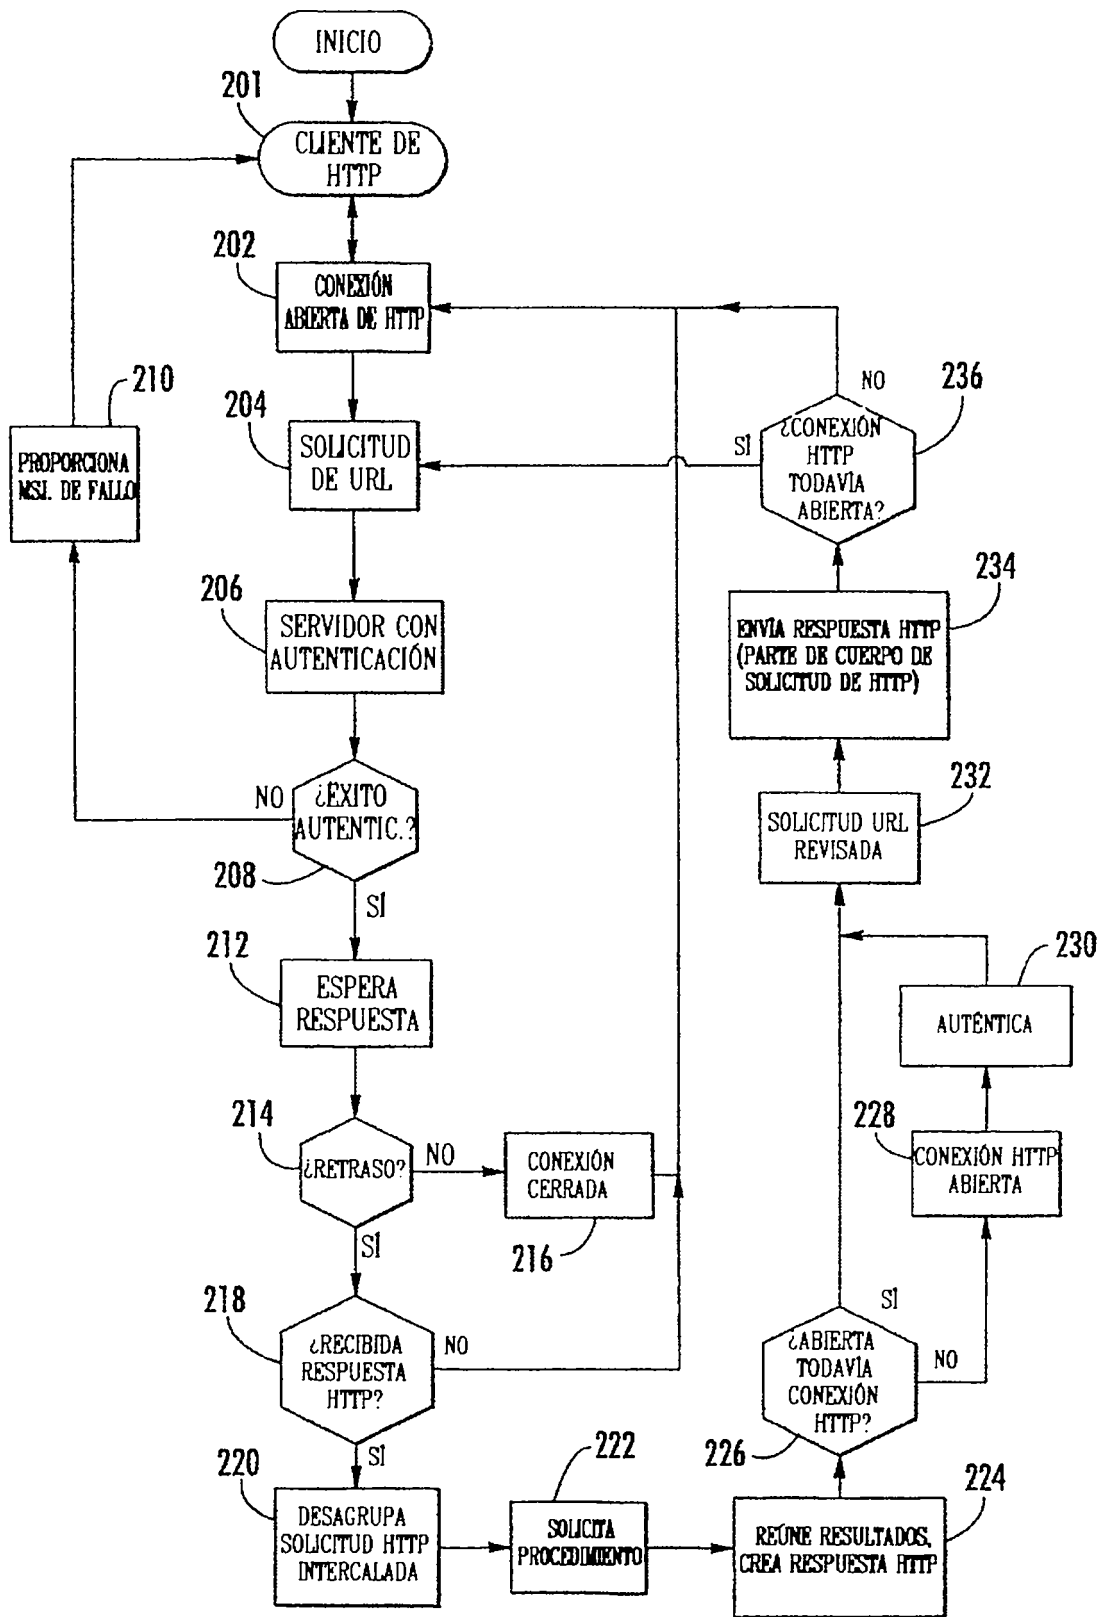 INICIO
201
CLIENTE DE
HTTP
202
CONEXIÓN
ABIERTA DE HTTP
210
PROPORCIONA
MSJ. DE FALLO
204
SOLICITUD
DE URL
206
SERVIDOR CON
AUTENTICACIÓN
NO
¿ÉXITO
AUTENTIC.?
208
SÍ
212
ESPERA
RESPUESTA
214
¿RETRASO?
NO
CONEXIÓN
CERRADA
216
SÍ
218
¿RECIBIDA
RESPUESTA
HTTP?
NO
SÍ
220
DESAGRUPA
SOLICITUD HTTP
INTERCALADA
222
SOLICITA
PROCEDIMIENTO
224
REÚNE RESULTADOS,
CREA RESPUESTA HTTP
226
¿ABIERTA
TODAVÍA
CONEXIÓN
HTTP?
SÍ
NO
228
CONEXIÓN HTTP
ABIERTA
230
AUTÉNTICA
232
SOLICITUD URL
REVISADA
234
ENVÍA RESPUESTA HTTP
(PARTE DE CUERPO DE
SOLICITUD DE HTTP)
236
¿CONEXIÓN
HTTP
TODAVÍA
ABIERTA?
SÍ
NO